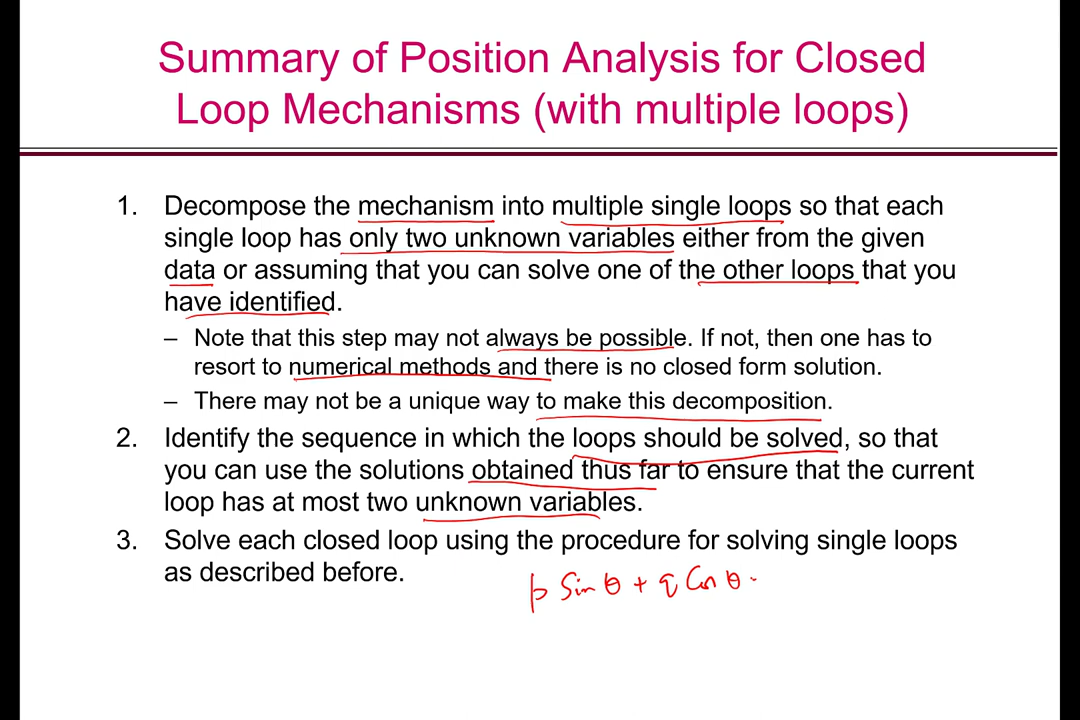 Summary of Position Analysis for Closed
Loop Mechanisms (with multiple loops)
1. Decompose the mechanism into multiple single loops so that each
single loop has only two unknown variables either from the given
data or assuming that you can solve one of the other loops that you
have identified.
– Note that this step may not always be possible. If not, then one has to
resort to numerical methods and there is no closed form solution.
– There may not be a unique way to make this decomposition.
2. Identify the sequence in which the loops should be solved, so that
you can use the solutions obtained thus far to ensure that the current
loop has at most two unknown variables.
3. Solve each closed loop using the procedure for solving single loops
as described before.
p Sin θ + q Cos θ .